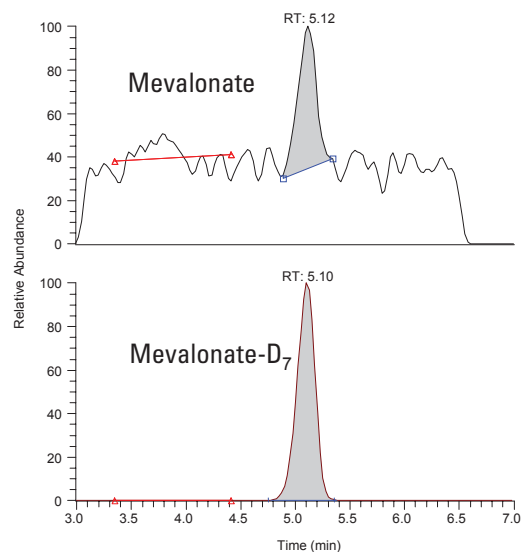 RT: 5.12
100
80
60
40
20
0
Mevalonate
Relative Abundance
RT: 5.10
100
80
60
40
20
0
Mevalonate-D₇
3.0 3.5 4.0 4.5 5.0 5.5 6.0 6.5 7.0
Time (min)